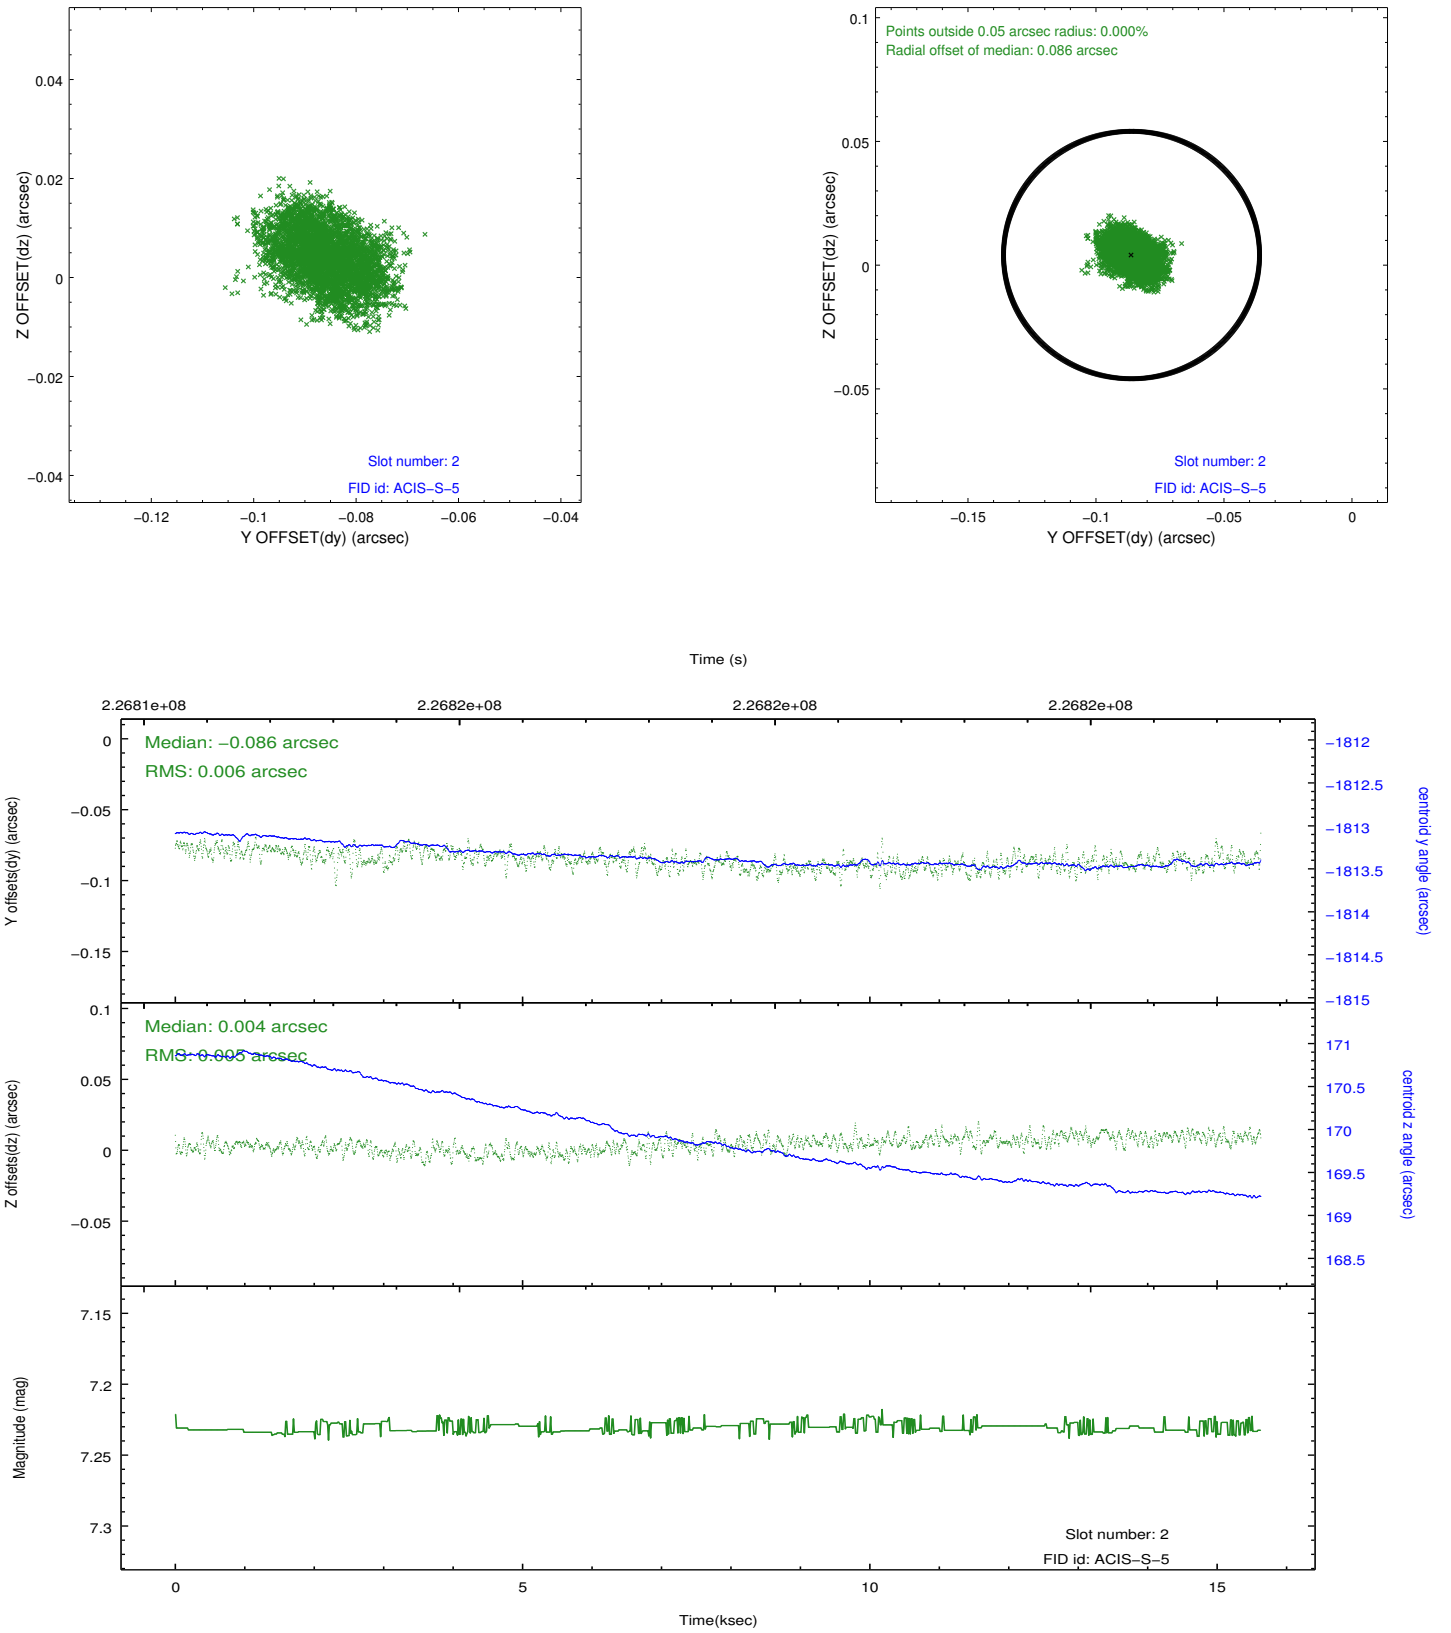 0.04
0.02
0
−0.02
−0.04
Z OFFSET(dz) (arcsec)
Slot number: 2
FID id: ACIS−S−5
−0.12
−0.1
−0.08
−0.06
−0.04
Y OFFSET(dy) (arcsec)
Points outside 0.05 arcsec radius: 0.000%
Radial offset of median: 0.086 arcsec
0.1
0.05
0
−0.05
Z OFFSET(dz) (arcsec)
Slot number: 2
FID id: ACIS−S−5
−0.15
−0.1
−0.05
0
Y OFFSET(dy) (arcsec)
Time (s)
2.2681e+08
2.2682e+08
2.2682e+08
2.2682e+08
Median: −0.086 arcsec
RMS: 0.006 arcsec
0
−0.05
−0.1
−0.15
Y offsets(dy) (arcsec)
−1812
−1812.5
−1813
−1813.5
−1814
−1814.5
−1815
centroid y angle (arcsec)
Median: 0.004 arcsec
RMS: 0.005 arcsec
0.1
0.05
0
−0.05
Z offsets(dz) (arcsec)
171
170.5
170
169.5
169
168.5
centroid z angle (arcsec)
7.15
7.2
7.25
7.3
Magnitude (mag)
Slot number: 2
FID id: ACIS−S−5
0
5
10
15
Time(ksec)